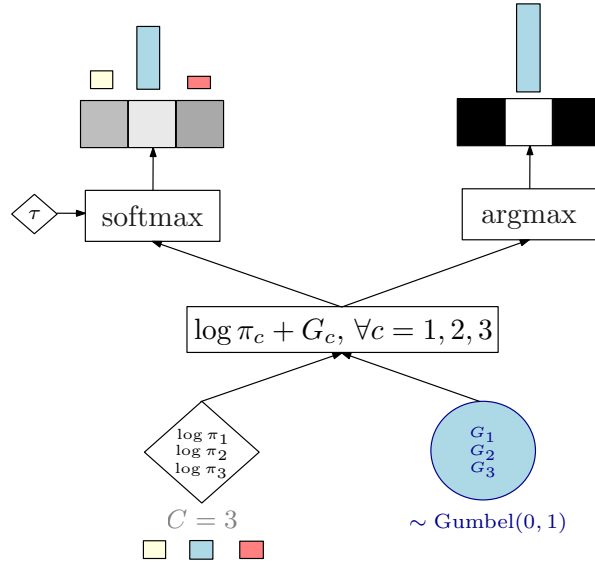 τ
softmax
argmax
log π_c + G_c, ∀c = 1, 2, 3
log π_1
log π_2
log π_3
G_1
G_2
G_3
C = 3
∼ Gumbel(0, 1)